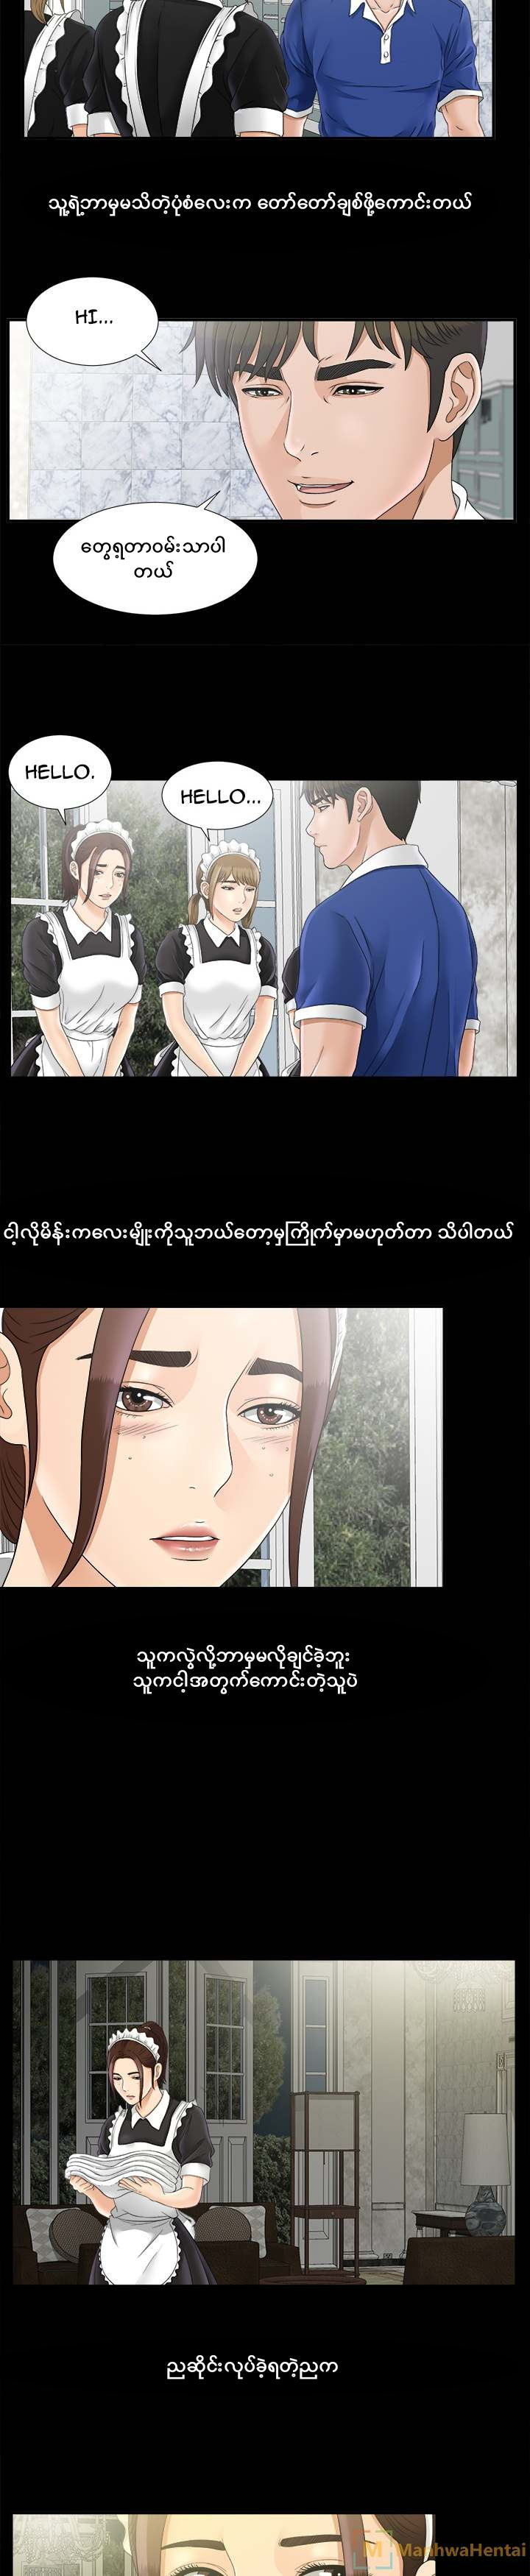 သူ့ရဲ့ဘာမှမသိတဲ့ပုံစံလေးက တော်တော်ချစ်ဖို့ကောင်းတယ်
HI...
တွေ့ရတာဝမ်းသာပါ
တယ်
HELLO.
HELLO...
ငါ့လိုမိန်းကလေးမျိုးကိုသူဘယ်တော့မှကြိုက်မှာမဟုတ်တာ သိပါတယ်
သူကလွဲလို့ဘာမှမလိုချင်ခဲ့ဘူး
သူကငါ့အတွက်ကောင်းတဲ့သူပဲ
ညဆိုင်းလုပ်ခဲ့ရတဲ့ညက
M ManhwaHentai